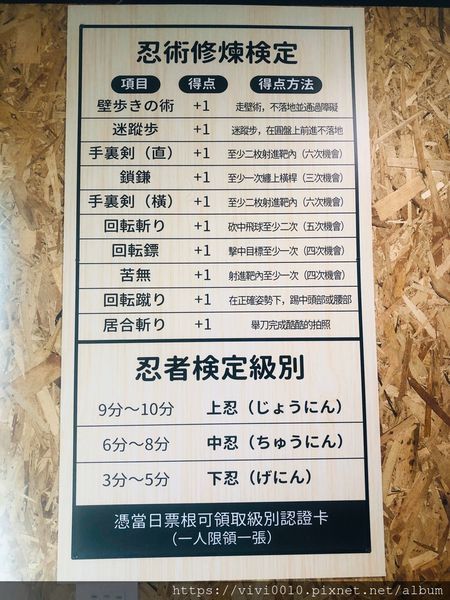 忍術修煉検定
項目 得点 得点方法
壁歩きの術 +1 走壁術，不落地並通過障礙
迷蹤步 +1 迷蹤步，在圓盤上前進不落地
手裏剣（直） +1 至少二枚射進靶內（六次機會）
鎖鎌 +1 至少一次纏上橫桿（三次機會）
手裏剣（橫） +1 至少二枚射進靶內（六次機會）
回転斬り +1 砍中飛球至少二次（五次機會）
回転鏢 +1 擊中目標至少一次（四次機會）
苦無 +1 射進靶內至少一次（四次機會）
回転蹴り +1 在正確姿勢下，踢中頭部或腰部
居合斬り +1 舉刀完成酷酷的拍照
忍者検定級別
9分～10分 上忍（じょうにん）
6分～8分 中忍（ちゅうにん）
3分～5分 下忍（げにん）
憑當日票根可領取級別認證卡
（一人限領一張）
https://vivi0010.pixnet.net/album